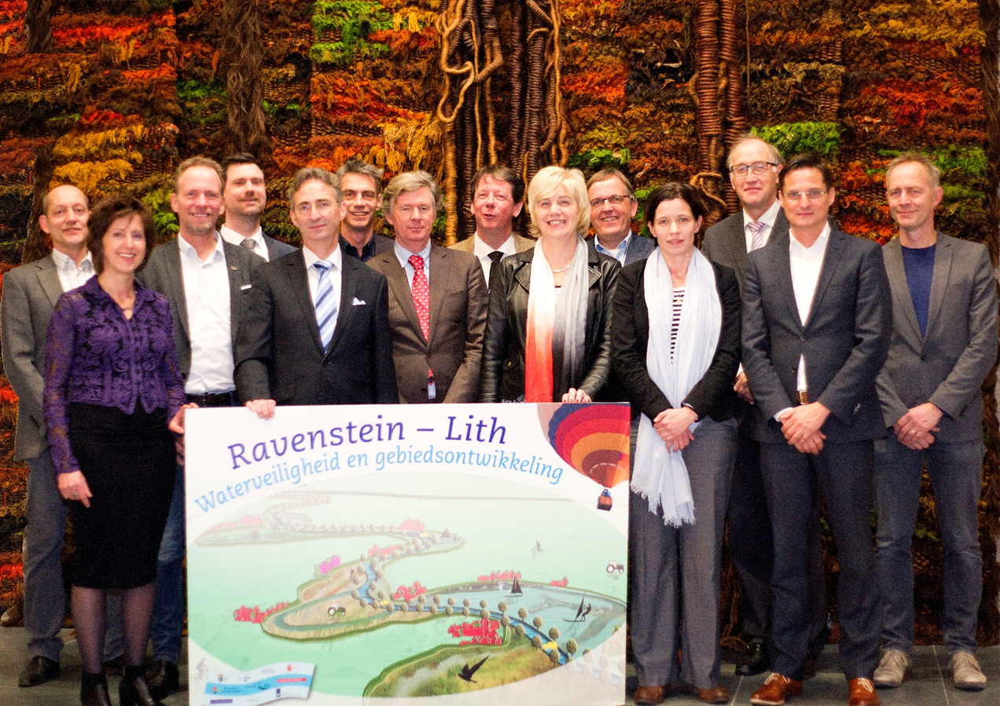 Ravenstein – Lith
Waterveiligheid en gebiedsontwikkeling